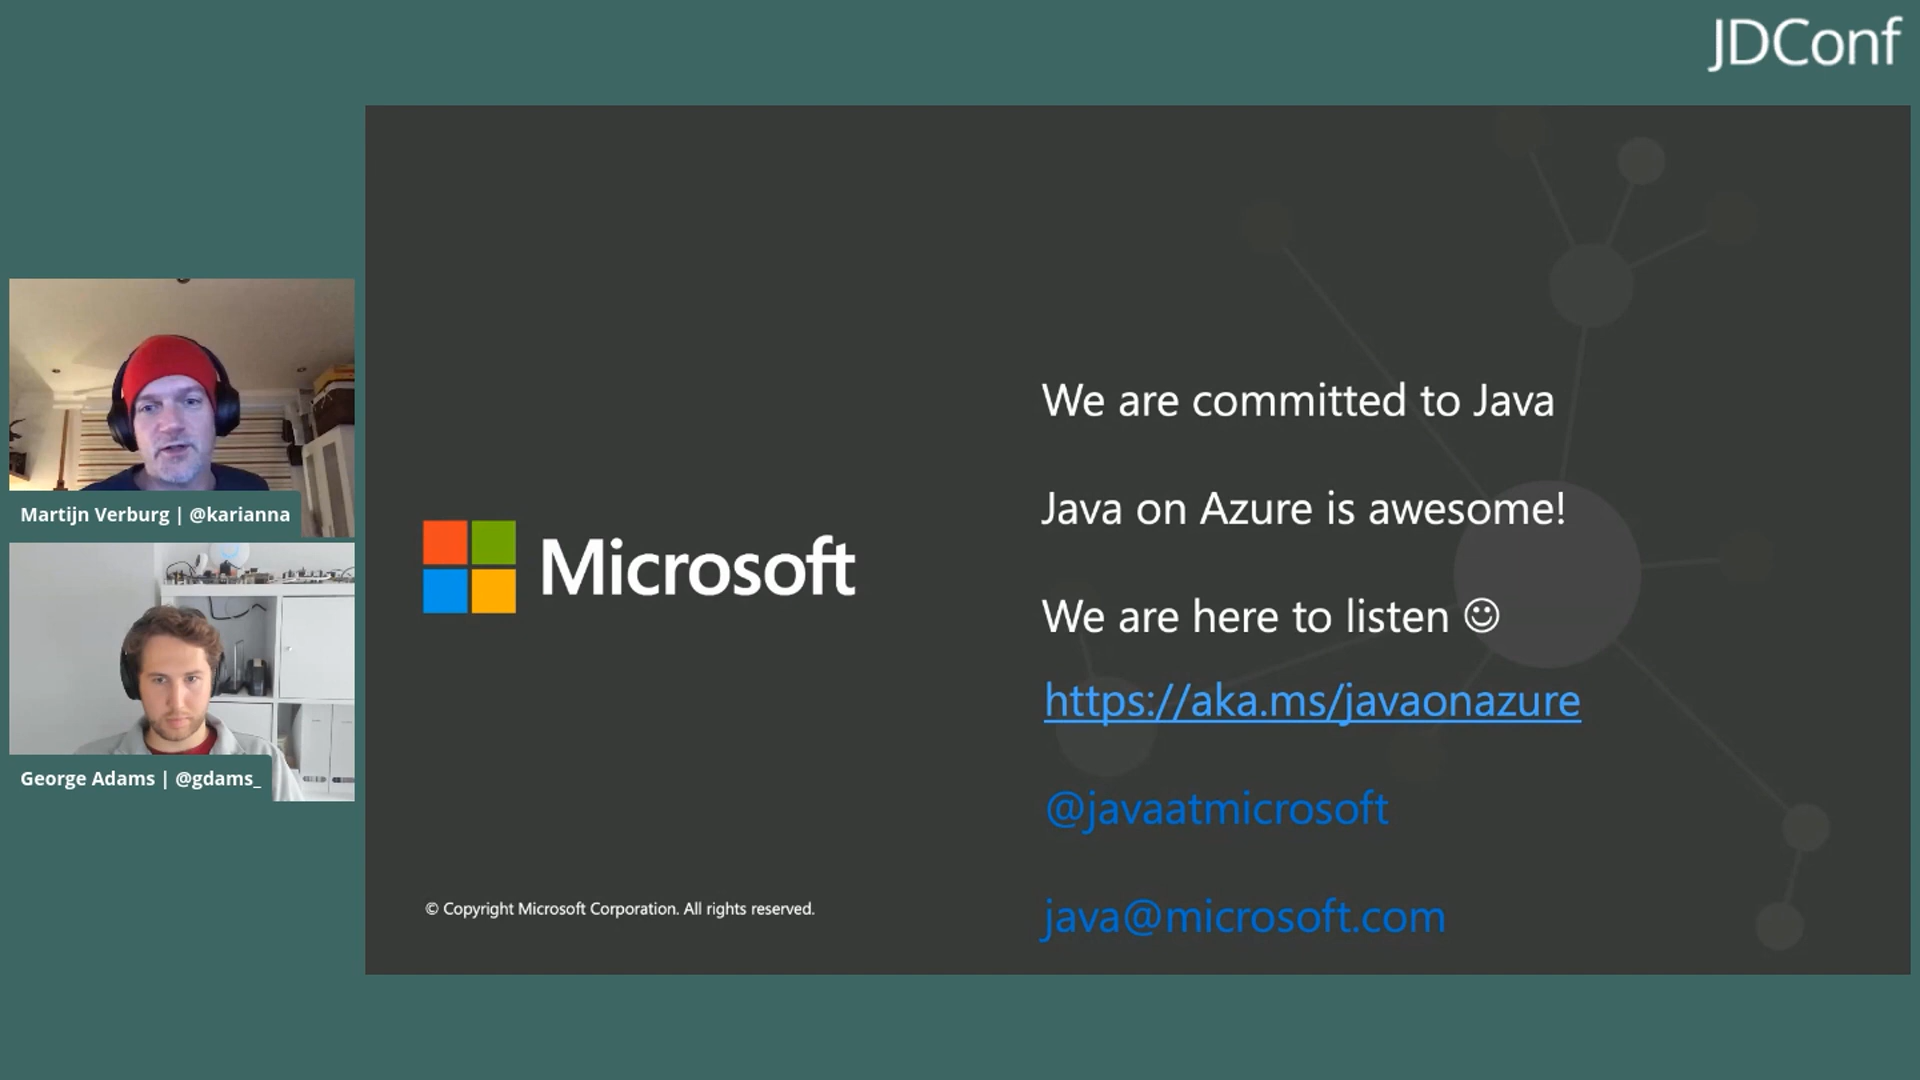 JDConf
Martijn Verburg | @karianna
George Adams | @gdams_
Microsoft
© Copyright Microsoft Corporation. All rights reserved.
We are committed to Java
Java on Azure is awesome!
We are here to listen ☺
https://aka.ms/javaonazure
@javaatmicrosoft
java@microsoft.com